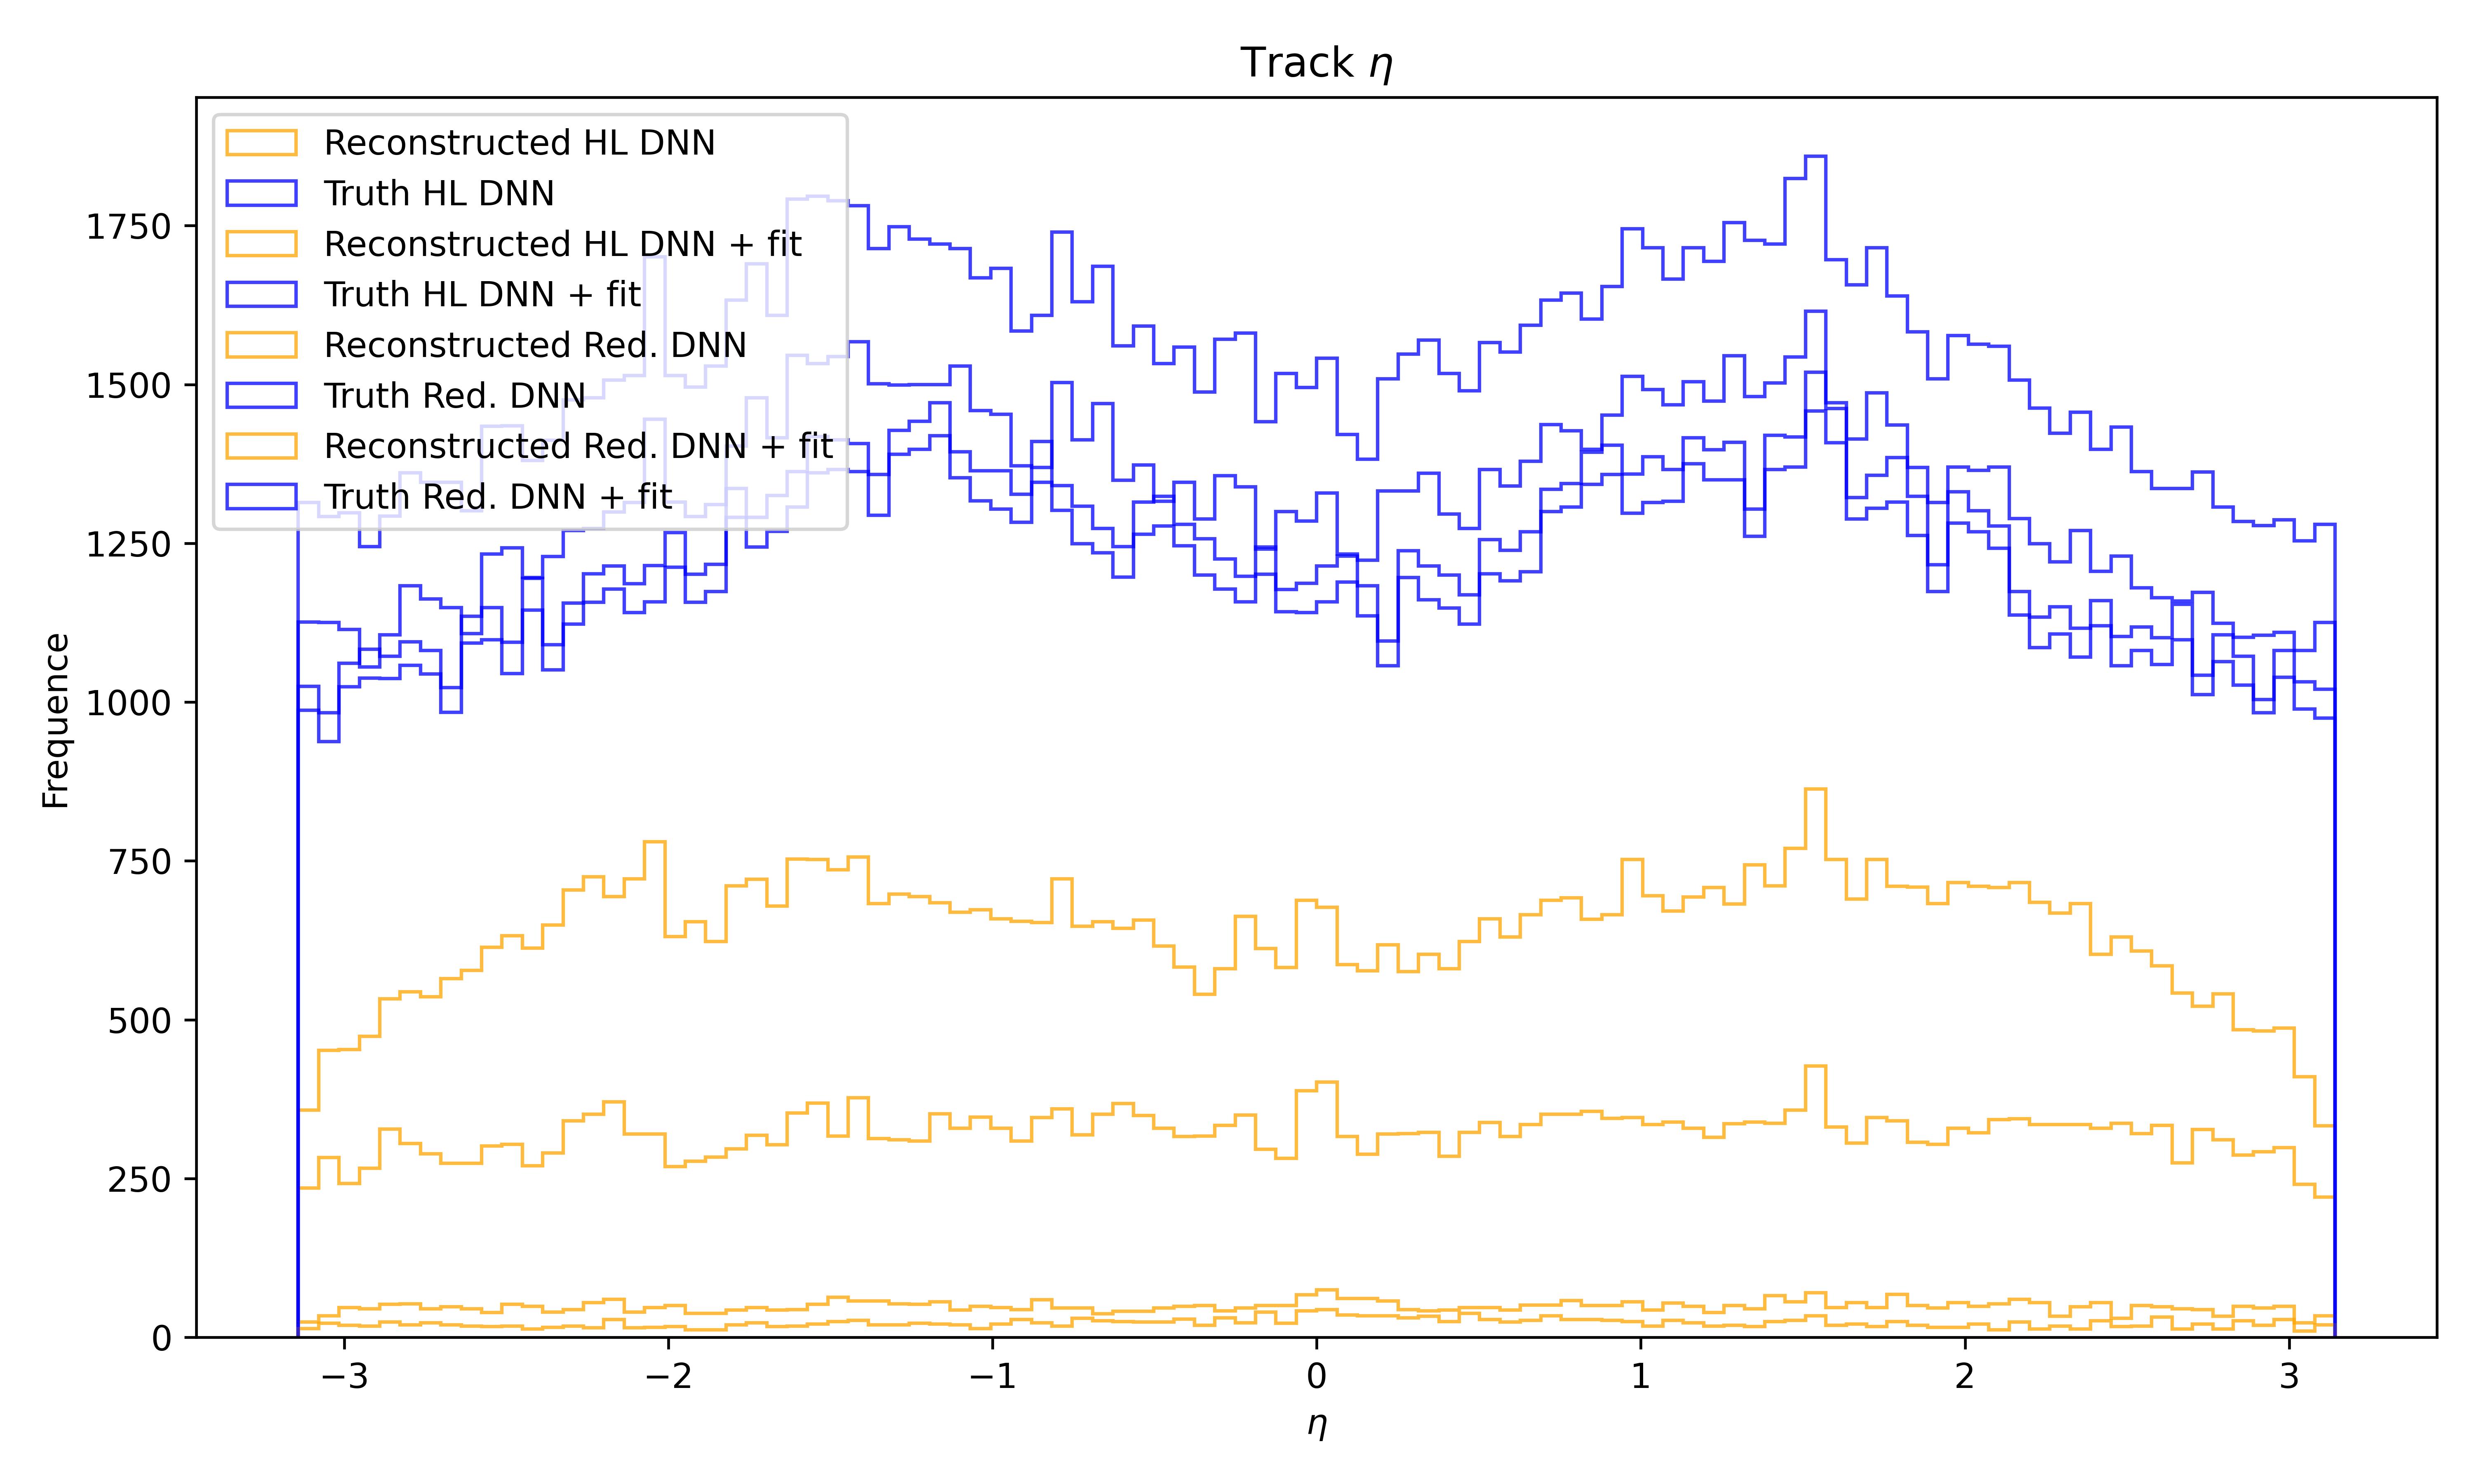 Track η
Reconstructed HL DNN
Truth HL DNN
Reconstructed HL DNN + fit
Truth HL DNN + fit
Reconstructed Red. DNN
Truth Red. DNN
Reconstructed Red. DNN + fit
Truth Red. DNN + fit
1750
1500
1250
1000
750
500
250
0
Frequence
−3 −2 −1 0 1 2 3
η